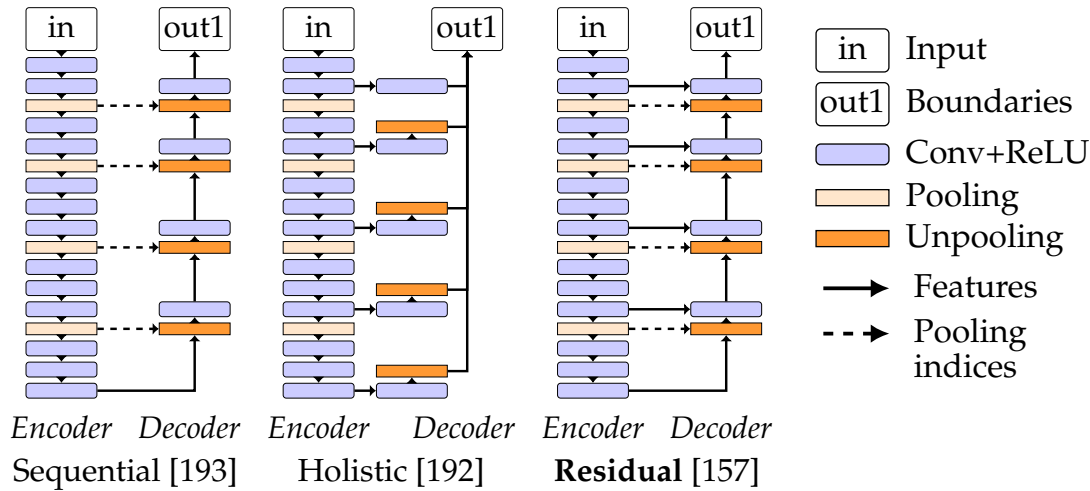 in out1 in out1 in out1
in Input
out1 Boundaries
Conv+ReLU
Pooling
Unpooling
Features
Pooling
indices
Encoder Decoder Encoder Decoder Encoder Decoder
Sequential [193] Holistic [192] Residual [157]